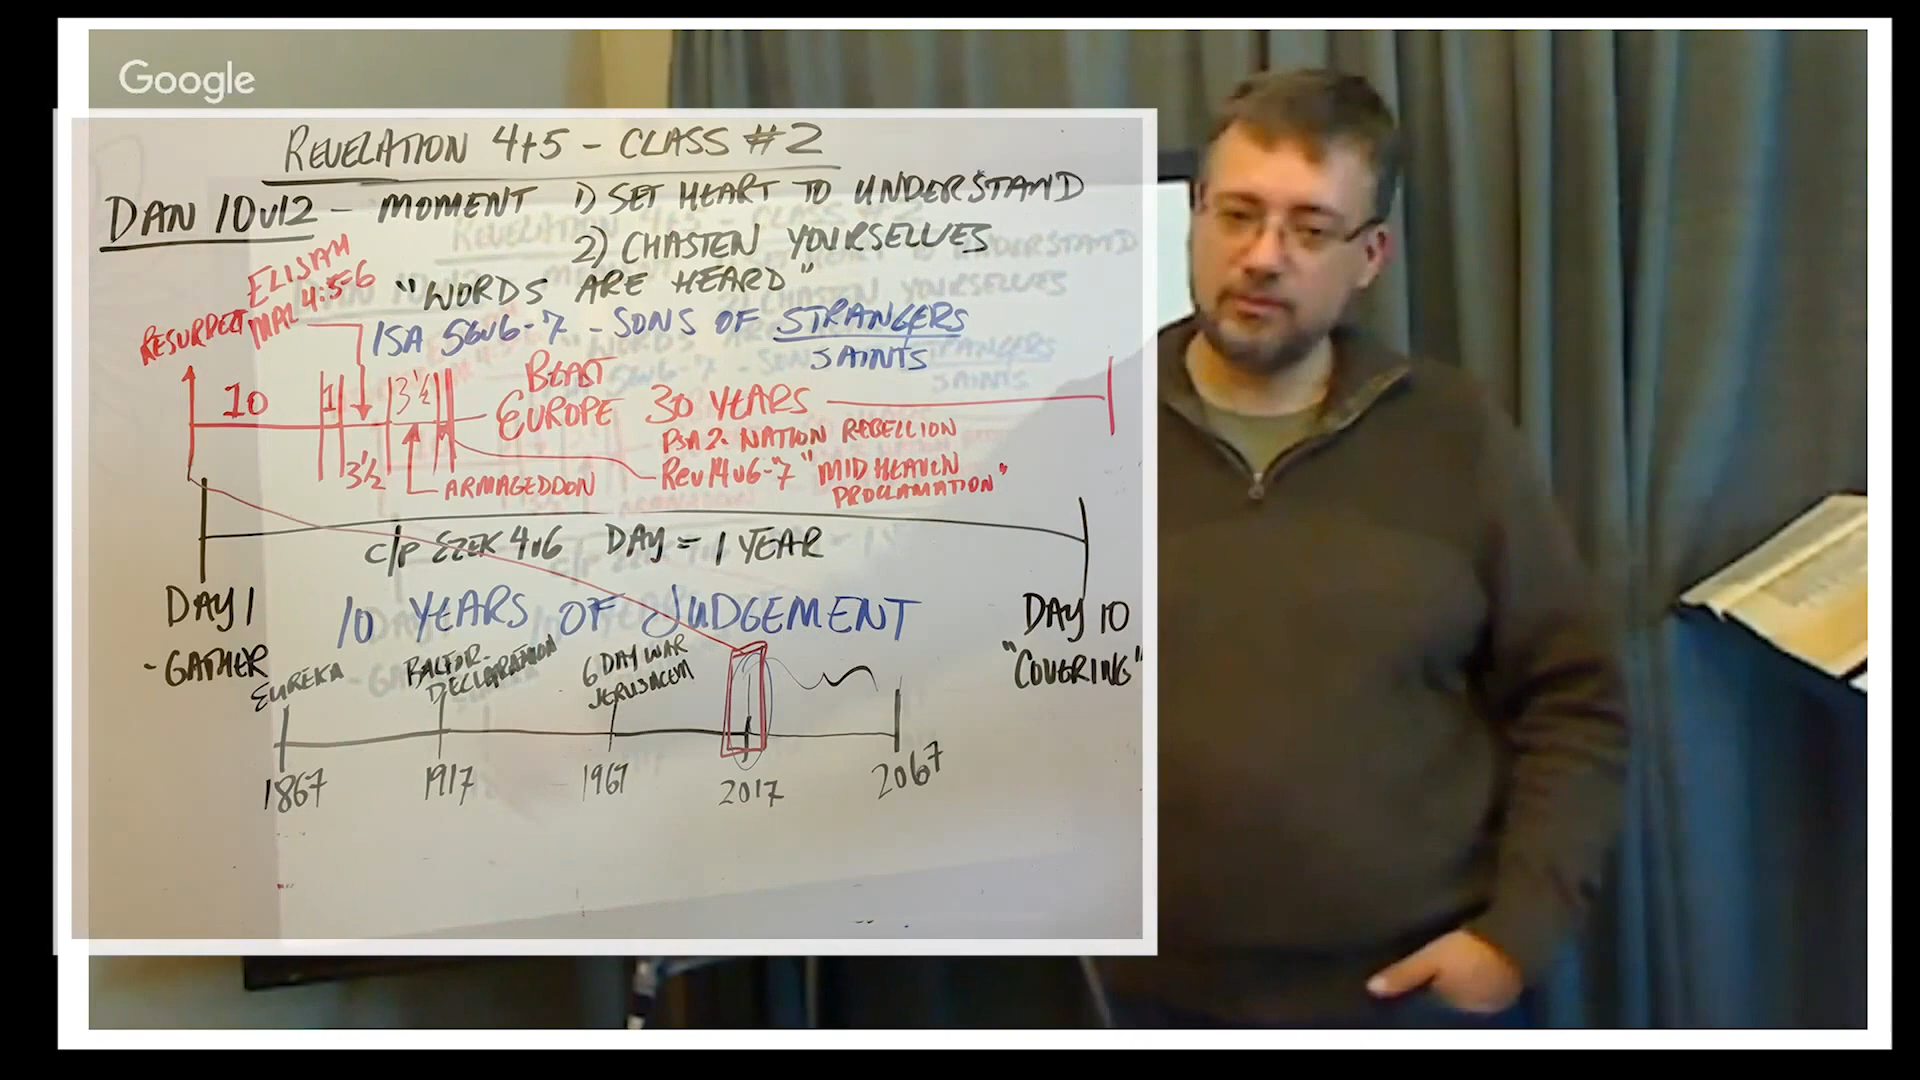 Google
REVELATION 4+5 - CLASS #2
DAN 10v12 - MOMENT 1) SET HEART TO UNDERSTAND
2) CHASTEN YOURSELVES
"WORDS ARE HEARD"
ELIJAH
MAL 4:5-6
RESURRECT
ISA 56v6-7 - SONS OF STRANGERS
SAINTS
10 1 3½ BEAST
EUROPE 30 YEARS
3½
PSA 2. NATION REBELLION
ARMAGEDDON
Rev14v6-7 "MID HEAVEN
PROCLAMATION"
c/p EZEK 4v6 DAY = 1 YEAR
DAY 1
- GATHER
10 YEARS OF JUDGEMENT
DAY 10
"COVERING"
EUREKA
BALFOR
DECLARATION
6 DAY WAR
JERUSALEM
1867 1917 1967 2017 2067